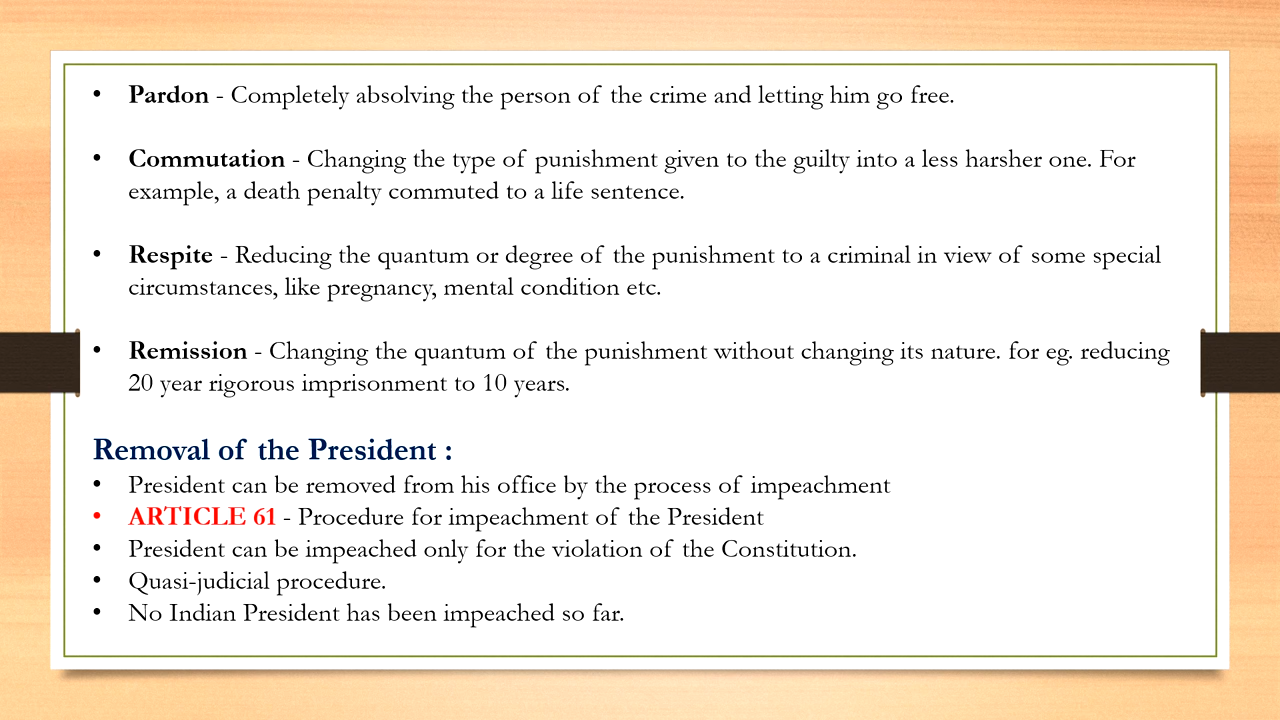 • Pardon - Completely absolving the person of the crime and letting him go free.
• Commutation - Changing the type of punishment given to the guilty into a less harsher one. For
example, a death penalty commuted to a life sentence.
• Respite - Reducing the quantum or degree of the punishment to a criminal in view of some special
circumstances, like pregnancy, mental condition etc.
• Remission - Changing the quantum of the punishment without changing its nature. for eg. reducing
20 year rigorous imprisonment to 10 years.
Removal of the President :
• President can be removed from his office by the process of impeachment
• ARTICLE 61 - Procedure for impeachment of the President
• President can be impeached only for the violation of the Constitution.
• Quasi-judicial procedure.
• No Indian President has been impeached so far.